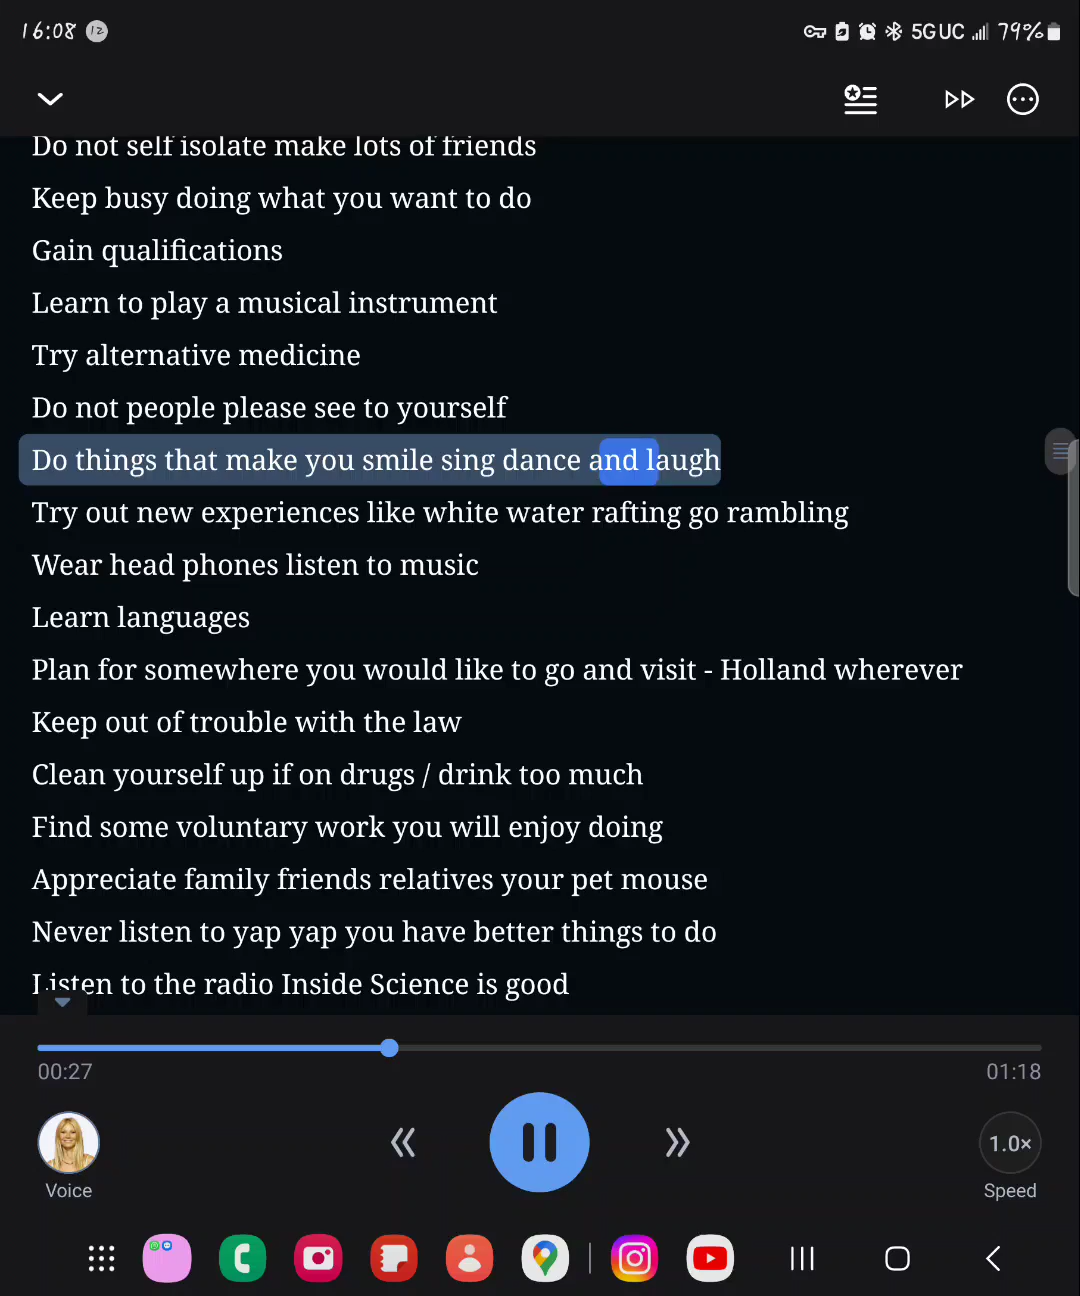 16:08 12 5G UC 79%
Do not self isolate make lots of friends
Keep busy doing what you want to do
Gain qualifications
Learn to play a musical instrument
Try alternative medicine
Do not people please see to yourself
Do things that make you smile sing dance and laugh
Try out new experiences like white water rafting go rambling
Wear head phones listen to music
Learn languages
Plan for somewhere you would like to go and visit - Holland wherever
Keep out of trouble with the law
Clean yourself up if on drugs / drink too much
Find some voluntary work you will enjoy doing
Appreciate family friends relatives your pet mouse
Never listen to yap yap you have better things to do
Listen to the radio Inside Science is good
00:27 01:18
1.0×
Voice Speed